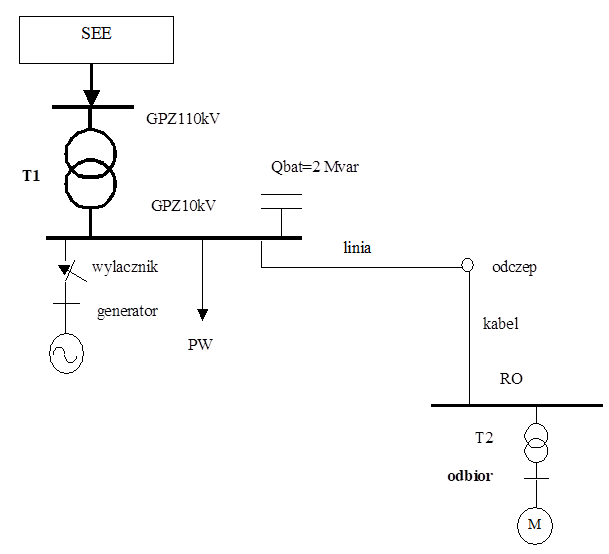 SEE
GPZ110kV
T1
Qbat=2 Mvar
GPZ10kV
linia
wylacznik
odczep
generator
kabel
PW
RO
T2
odbior
M